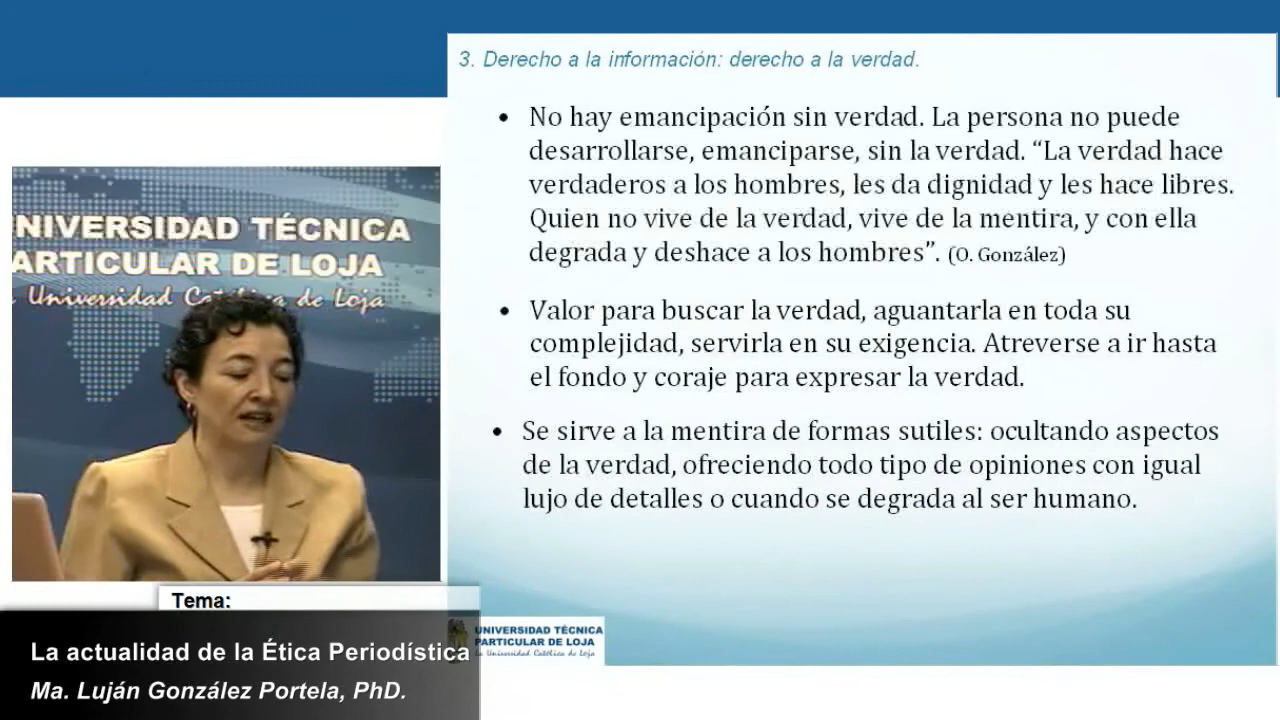 3. Derecho a la información: derecho a la verdad.
• No hay emancipación sin verdad. La persona no puede
desarrollarse, emanciparse, sin la verdad. “La verdad hace
verdaderos a los hombres, les da dignidad y les hace libres.
Quien no vive de la verdad, vive de la mentira, y con ella
degrada y deshace a los hombres”. (O. González)
• Valor para buscar la verdad, aguantarla en toda su
complejidad, servirla en su exigencia. Atreverse a ir hasta
el fondo y coraje para expresar la verdad.
• Se sirve a la mentira de formas sutiles: ocultando aspectos
de la verdad, ofreciendo todo tipo de opiniones con igual
lujo de detalles o cuando se degrada al ser humano.
NIVERSIDAD TÉCNICA
ARTICULAR DE LOJA
Universidad Católica de Loja
Tema:
La actualidad de la Ética Periodística
Ma. Luján González Portela, PhD.
UNIVERSIDAD TÉCNICA
PARTICULAR DE LOJA
La Universidad Católica de Loja